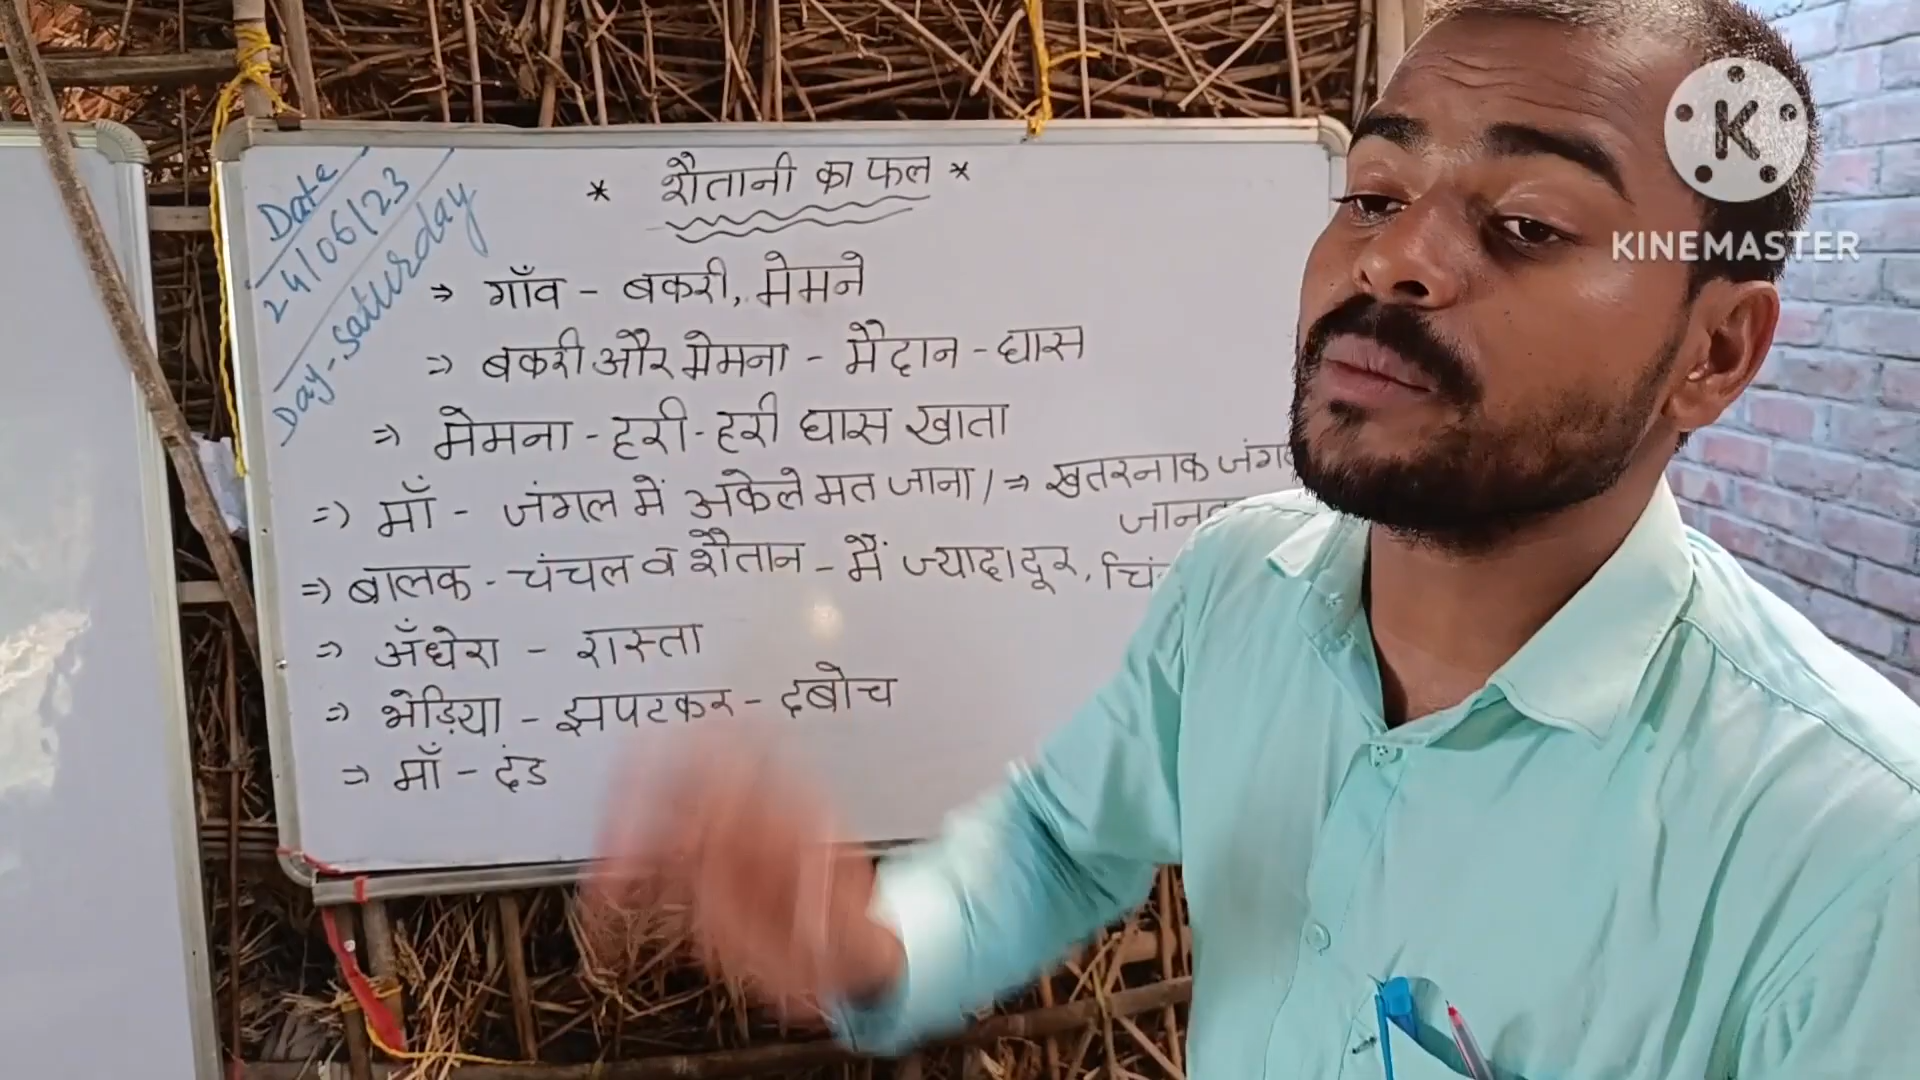 Date
24/06/23
Day-Saturday
* शैतानी का फल *
⇒ गाँव - बकरी, मेमने
⇒ बकरी और मेमना - मैदान - घास
⇒ मेमना - हरी-हरी घास खाता
⇒ माँ - जंगल में अकेले मत जाना / ⇒ खतरनाक
⇒ बालक - चंचल व शैतान - मैं ज्यादा दूर,
⇒ अँधेरा - रास्ता
⇒ भेड़िया - झपटकर - दबोच
⇒ माँ - दंड
K
KINEMASTER